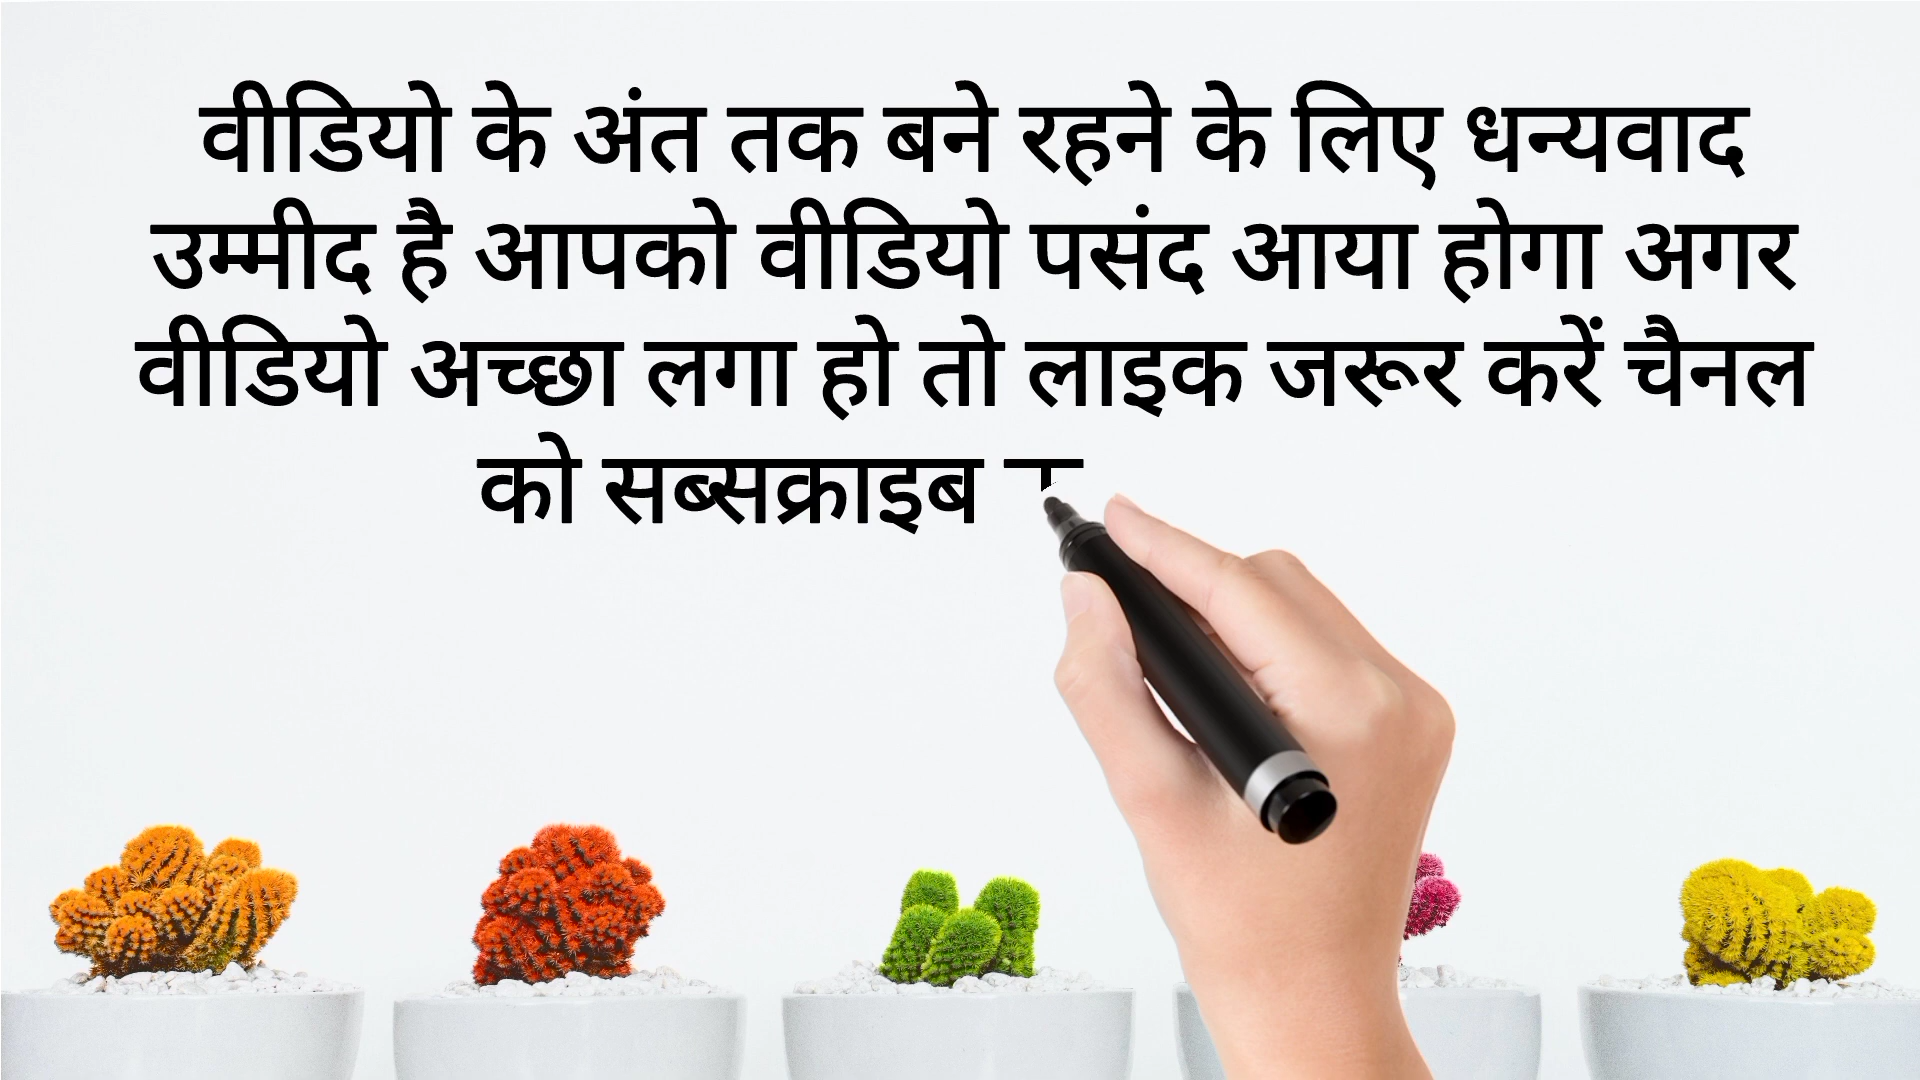 वीडियो के अंत तक बने रहने के लिए धन्यवाद
उम्मीद है आपको वीडियो पसंद आया होगा अगर
वीडियो अच्छा लगा हो तो लाइक जरूर करें चैनल
को सब्सक्राइब